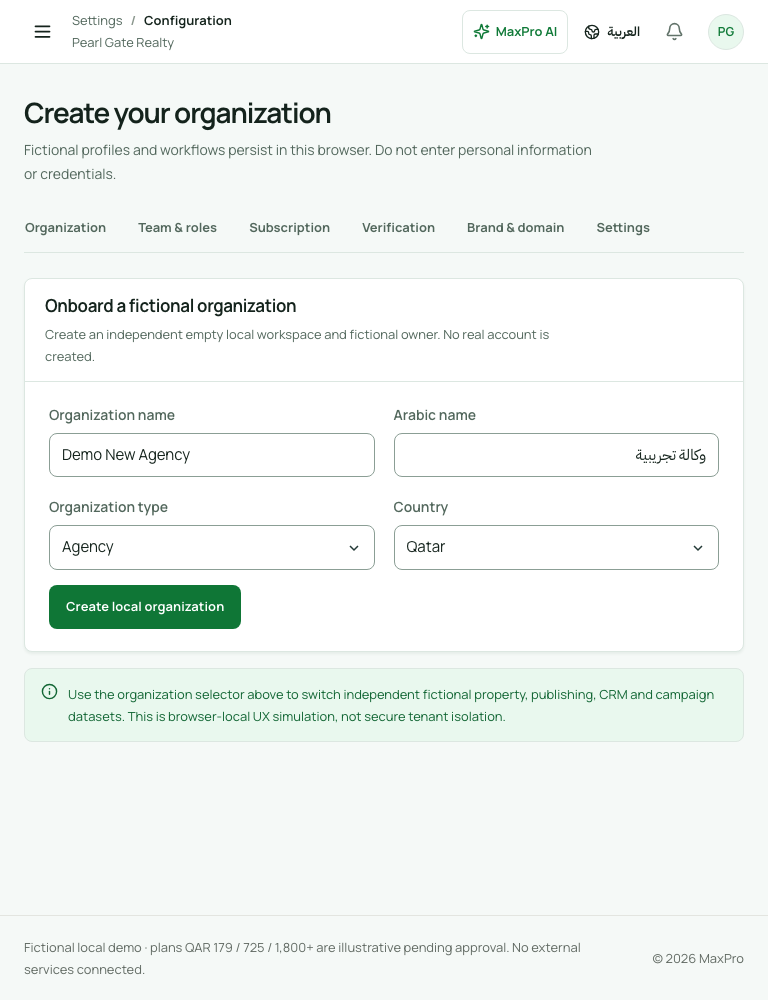 Settings / Configuration
Pearl Gate Realty
MaxPro AI
العربية
PG
Create your organization
Fictional profiles and workflows persist in this browser. Do not enter personal information
or credentials.
Organization Team & roles Subscription Verification Brand & domain Settings
Onboard a fictional organization
Create an independent empty local workspace and fictional owner. No real account is
created.
Organization name
Demo New Agency
Arabic name
وكالة تجريبية
Organization type
Agency
Country
Qatar
Create local organization
Use the organization selector above to switch independent fictional property, publishing, CRM and campaign
datasets. This is browser-local UX simulation, not secure tenant isolation.
Fictional local demo · plans QAR 179 / 725 / 1,800+ are illustrative pending approval. No external
services connected.
© 2026 MaxPro